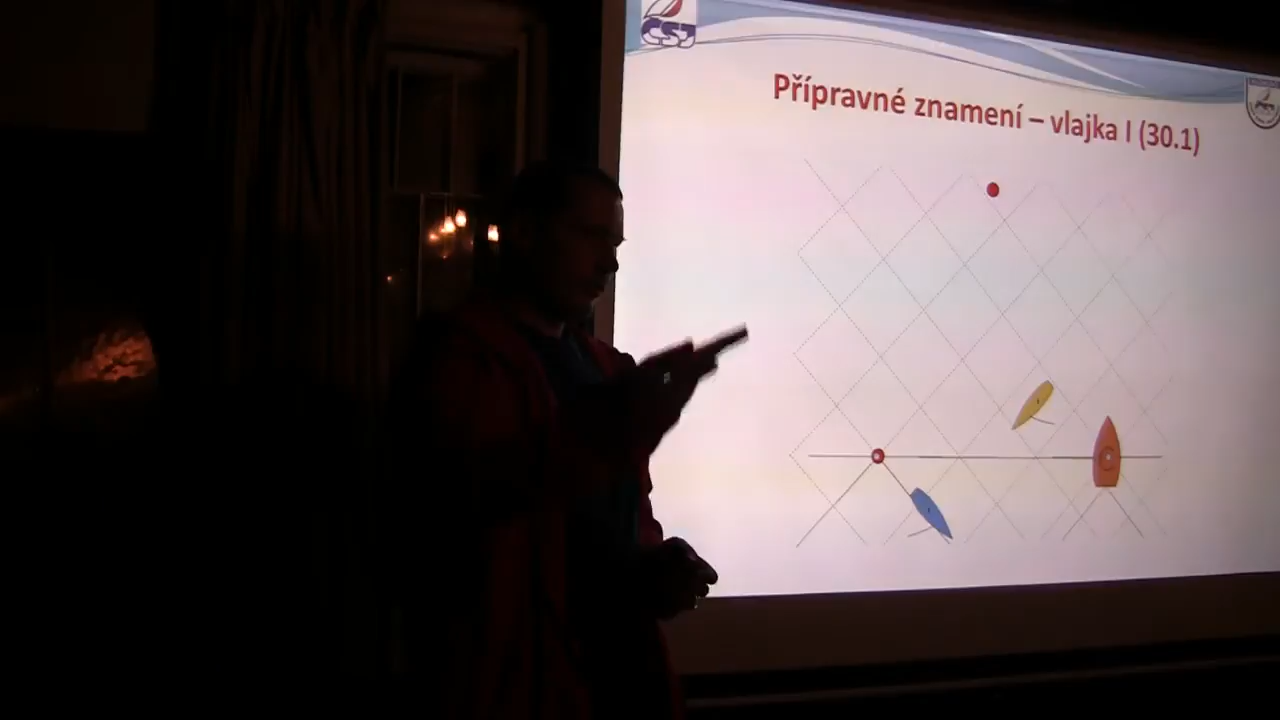 Přípravné znamení – vlajka I (30.1)